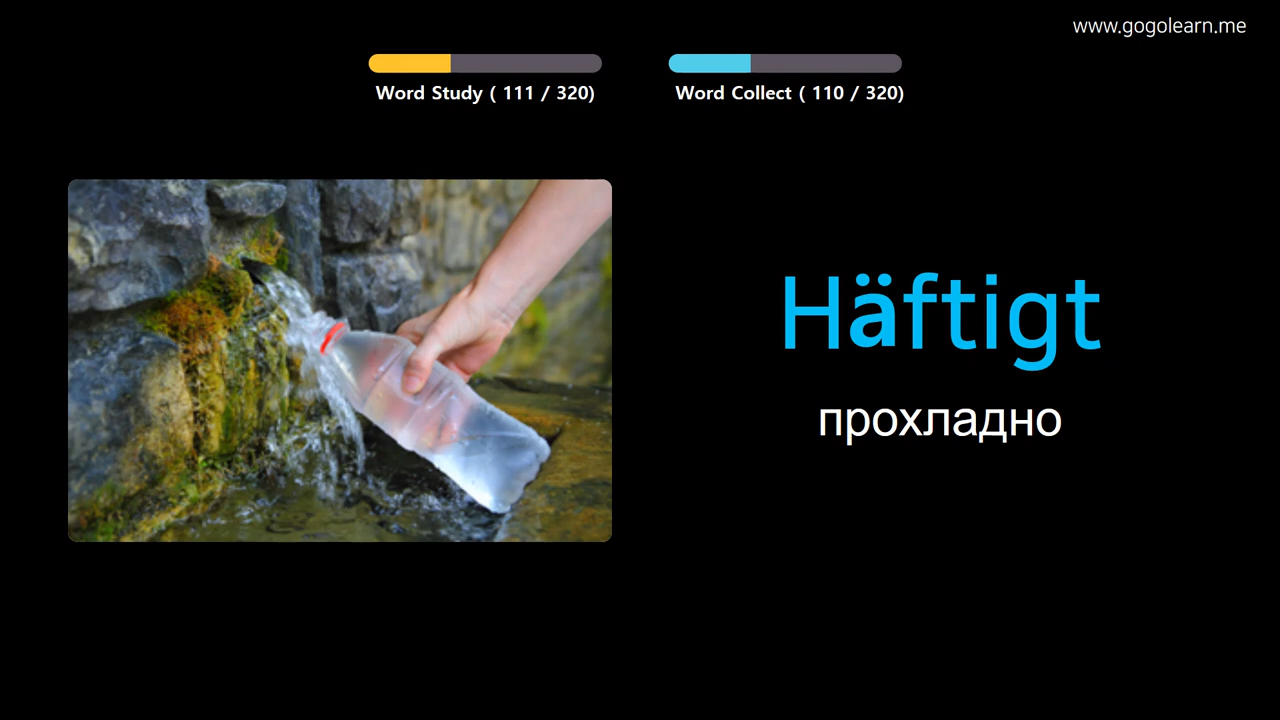 www.gogolearn.me
Word Study ( 111 / 320)
Word Collect ( 110 / 320)
Häftigt
прохладно